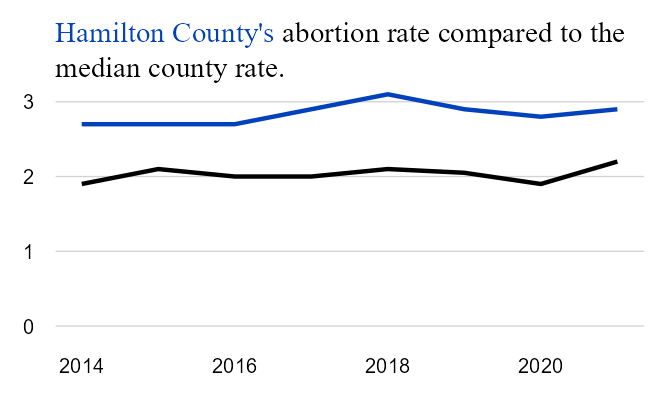 Hamilton County's abortion rate compared to the
median county rate.
3
2
1
0
2014 2016 2018 2020